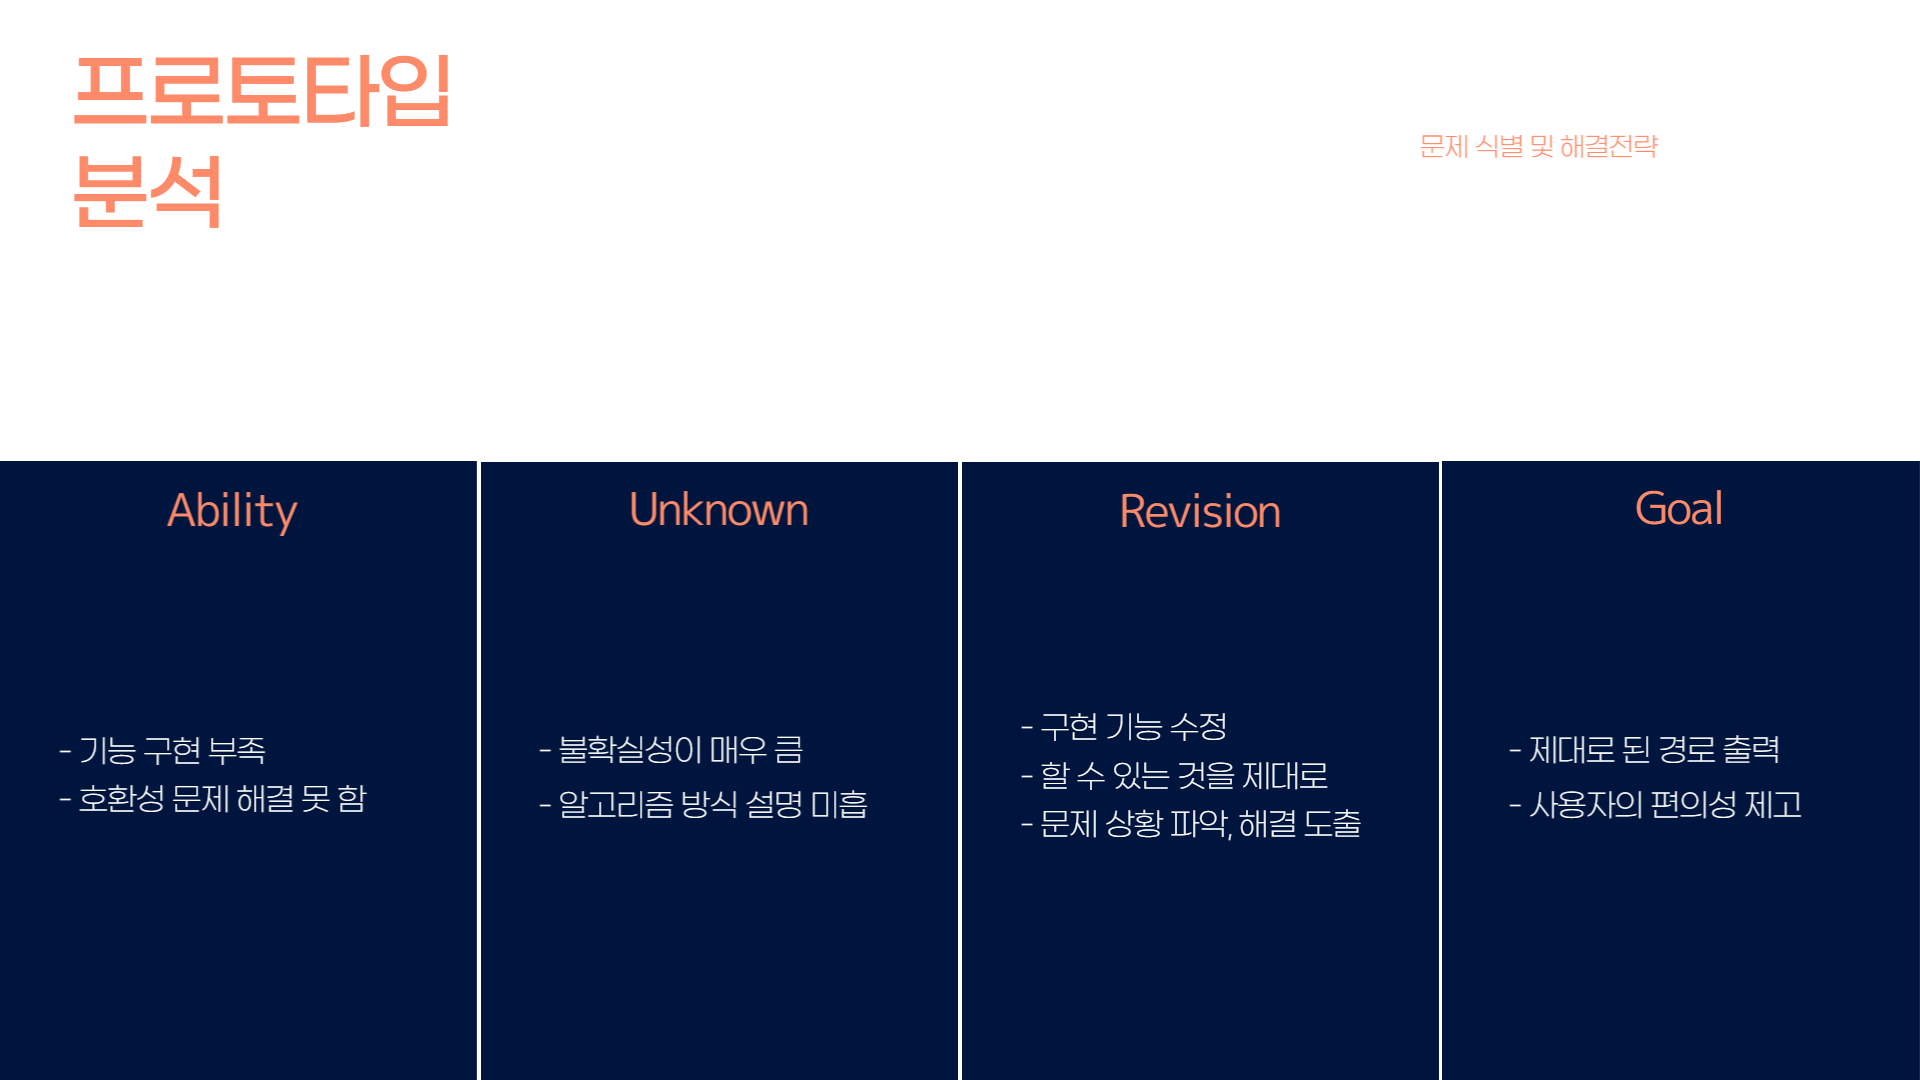 프로토타입
분석
문제 식별 및 해결전략
Ability
- 기능 구현 부족
- 호환성 문제 해결 못 함
Unknown
- 불확실성이 매우 큼
- 알고리즘 방식 설명 미흡
Revision
- 구현 기능 수정
- 할 수 있는 것을 제대로
- 문제 상황 파악, 해결 도출
Goal
- 제대로 된 경로 출력
- 사용자의 편의성 제고